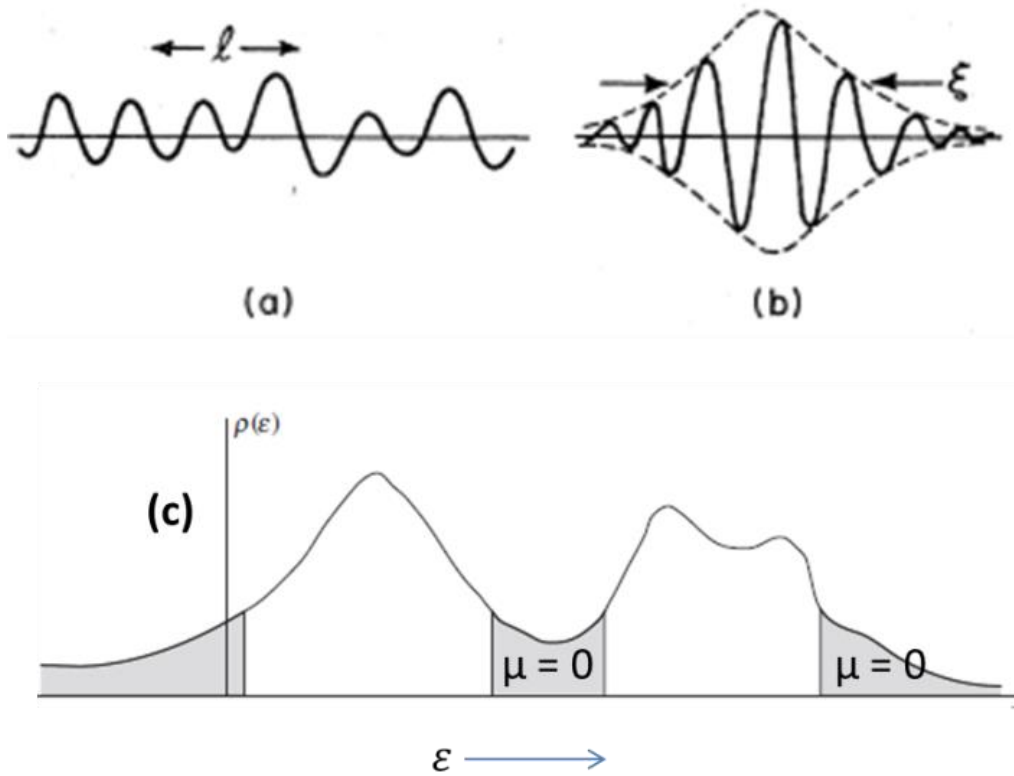 ℓ
ξ
(a)
(b)
ρ(ε)
(c)
μ = 0
μ = 0
ε